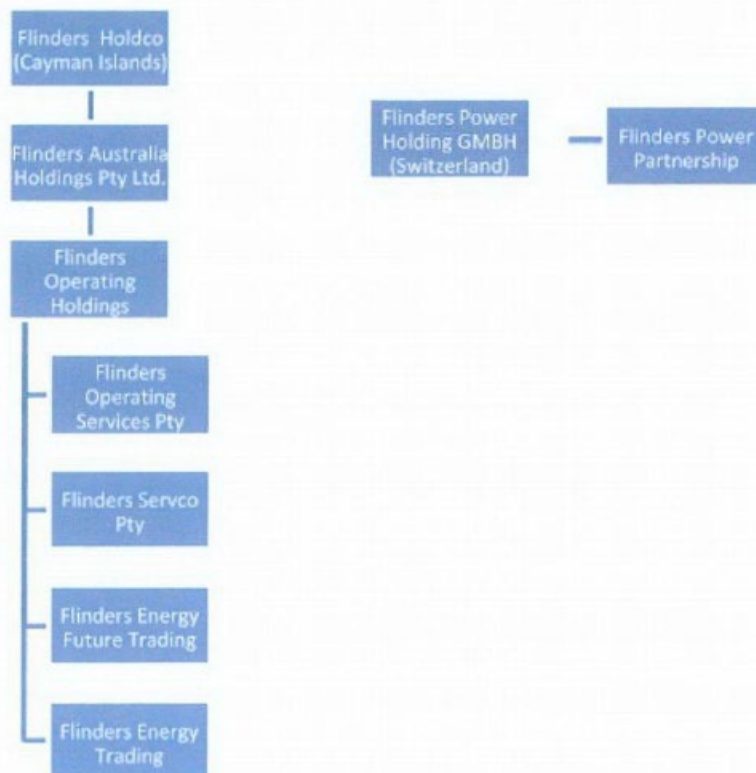 Flinders Holdco
(Cayman Islands)
Flinders Australia
Holdings Pty Ltd.
Flinders
Operating
Holdings
Flinders
Operating
Services Pty
Flinders Servco
Pty
Flinders Energy
Future Trading
Flinders Energy
Trading
Flinders Power
Holding GMBH
(Switzerland)
Flinders Power
Partnership